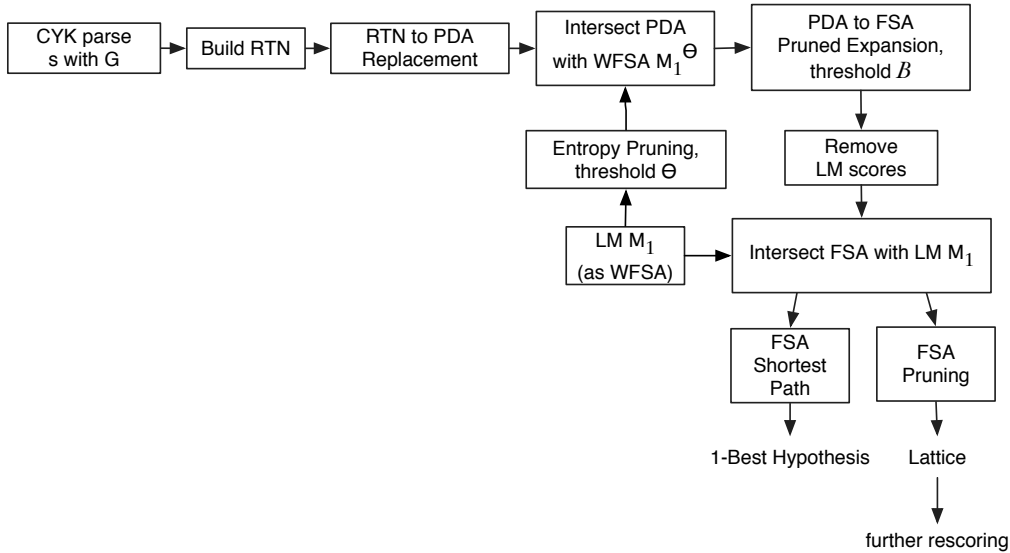 CYK parse
s with G
Build RTN
RTN to PDA
Replacement
Intersect PDA
with WFSA M₁^Θ
PDA to FSA
Pruned Expansion,
threshold B
Entropy Pruning,
threshold Θ
Remove
LM scores
LM M₁
(as WFSA)
Intersect FSA with LM M₁
FSA
Shortest
Path
FSA
Pruning
1-Best Hypothesis
Lattice
further rescoring